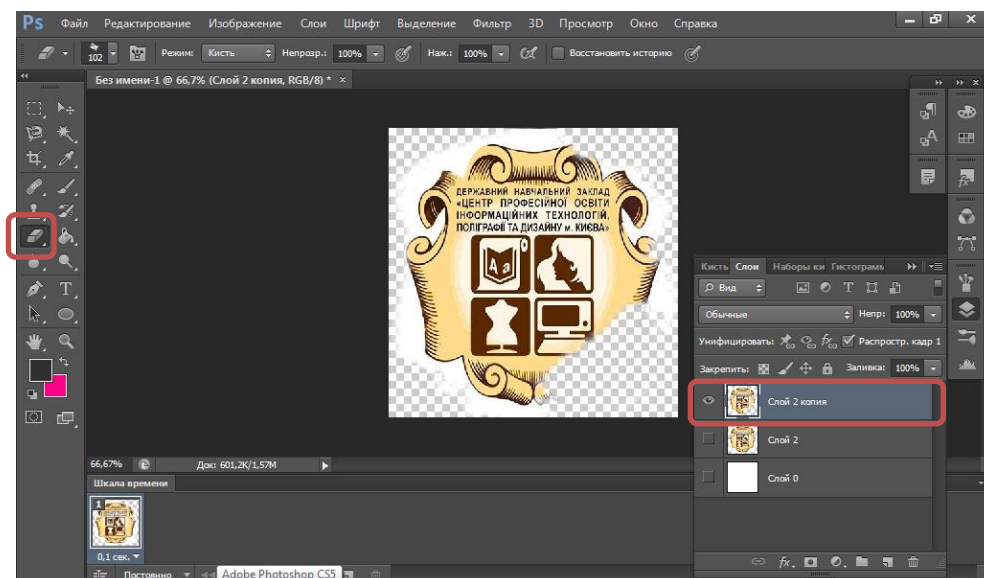 Ps Файл Редактирование Изображение Слои Шрифт Выделение Фильтр 3D Просмотр Окно Справка
102 Режим: Кисть Непрозр.: 100% Наж.: 100% Восстановить историю
Без имени-1 @ 66,7% (Слой 2 копия, RGB/8) * ×
ДЕРЖАВНИЙ НАВЧАЛЬНИЙ ЗАКЛАД
«ЦЕНТР ПРОФЕСІЙНОЇ ОСВІТИ
ІНФОРМАЦІЙНИХ ТЕХНОЛОГІЙ,
ПОЛІГРАФІЇ ТА ДИЗАЙНУ м. КИЄВА»
Aa
Кисть Слои Наборы ки Гистограмм
Вид
Обычные Непр: 100%
Унифицировать: Распростр. кадр 1
Закрепить: Заливка: 100%
Слой 2 копия
Слой 2
Слой 0
66,67% Док: 601,2K/1,57M
Шкала времени
1
0,1 сек.
Постоянно Adobe Photoshop CS5